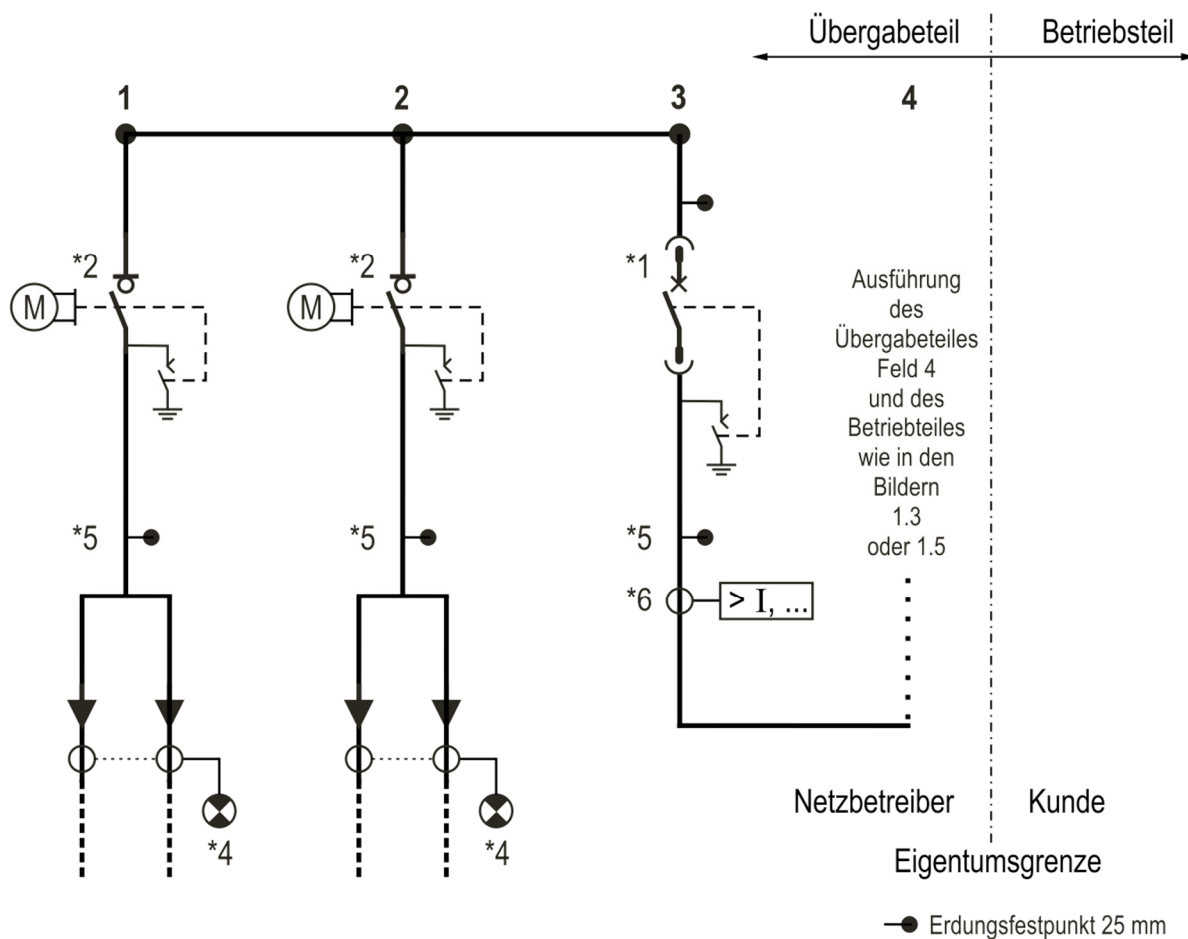 Übergabeteil Betriebsteil
1 2 3 4
*2 *2 *1
M M
Ausführung
des
Übergabeteiles
Feld 4
und des
Betriebteiles
wie in den
Bildern
1.3
oder 1.5
*5 *5 *5
*6 > I, ...
Netzbetreiber Kunde
*4 *4
Eigentumsgrenze
Erdungsfestpunkt 25 mm